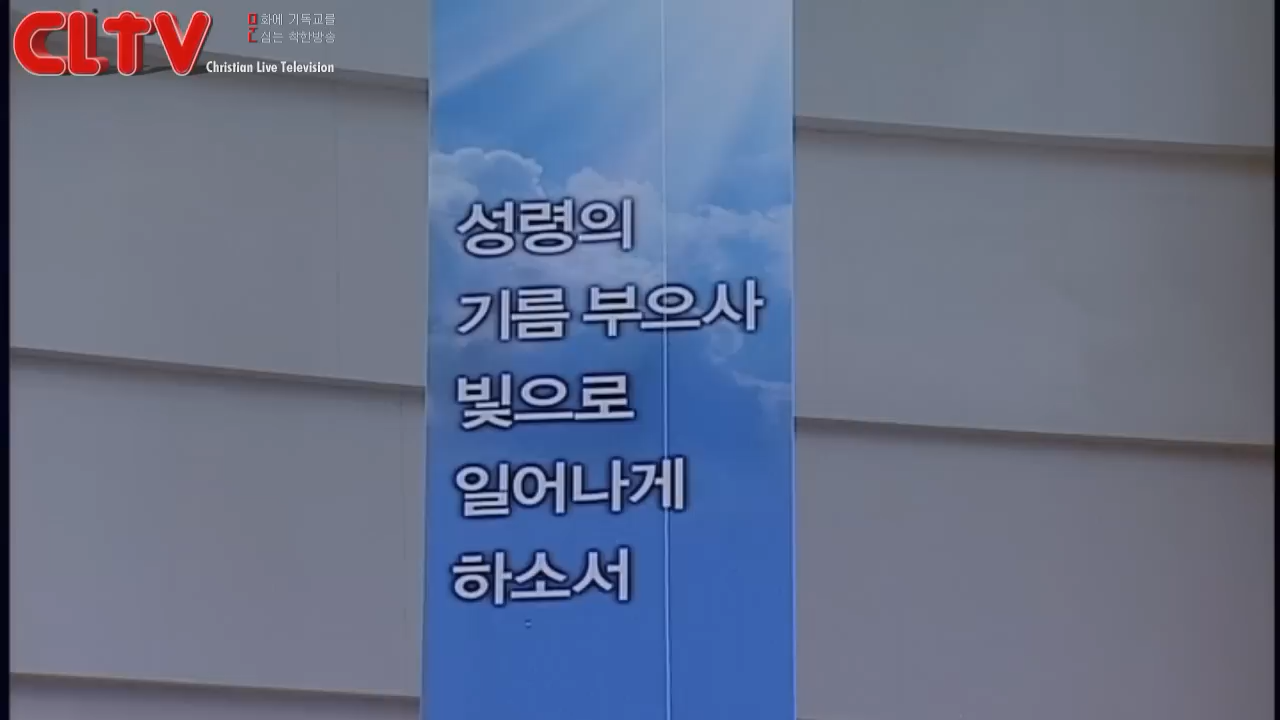 CLTV
화에 기독교를
심는 착한방송
Christian Live Television
성령의
기름 부으사
빛으로
일어나게
하소서